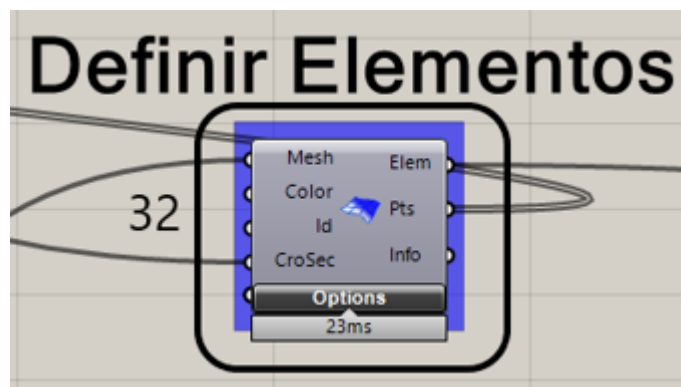 Definir Elementos
Mesh
Elem
Color
32
Pts
Id
Info
CroSec
Options
23ms